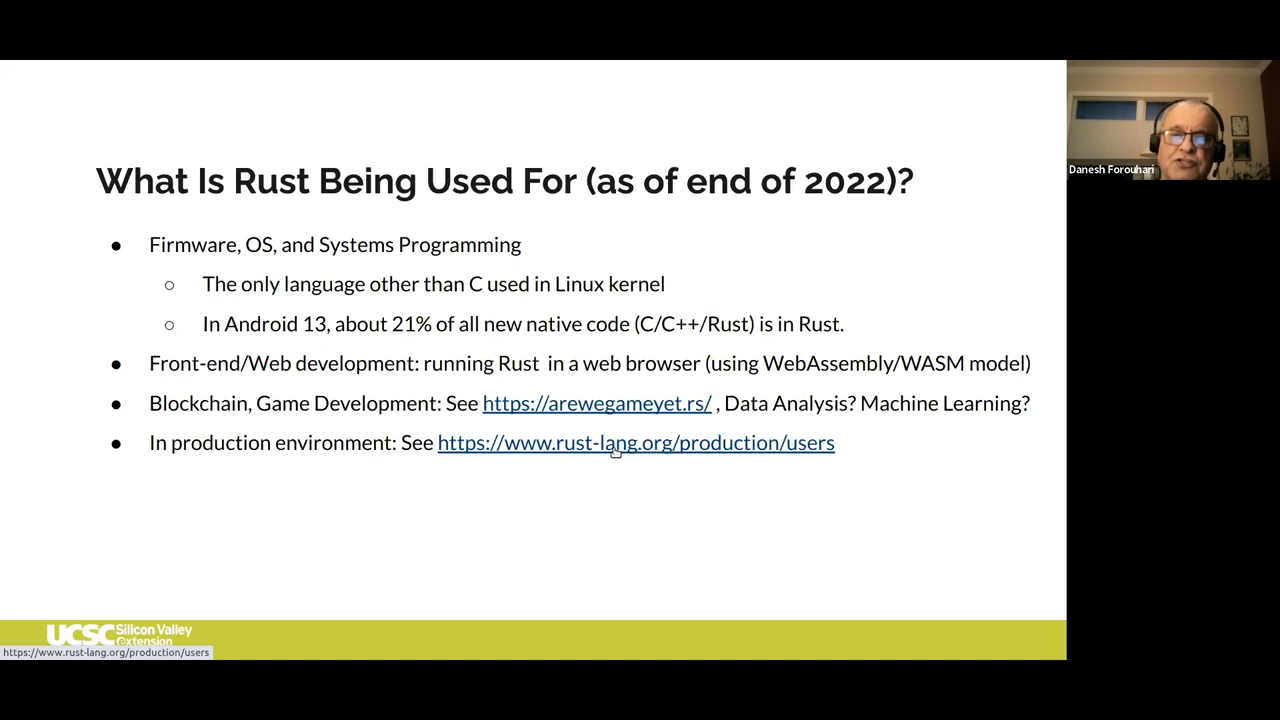 What Is Rust Being Used For (as of end of 2022)?
● Firmware, OS, and Systems Programming
○ The only language other than C used in Linux kernel
○ In Android 13, about 21% of all new native code (C/C++/Rust) is in Rust.
● Front-end/Web development: running Rust in a web browser (using WebAssembly/WASM model)
● Blockchain, Game Development: See https://arewegameyet.rs/ , Data Analysis? Machine Learning?
● In production environment: See https://www.rust-lang.org/production/users
Danesh Forouhari
UCSC Silicon Valley
Extension
https://www.rust-lang.org/production/users